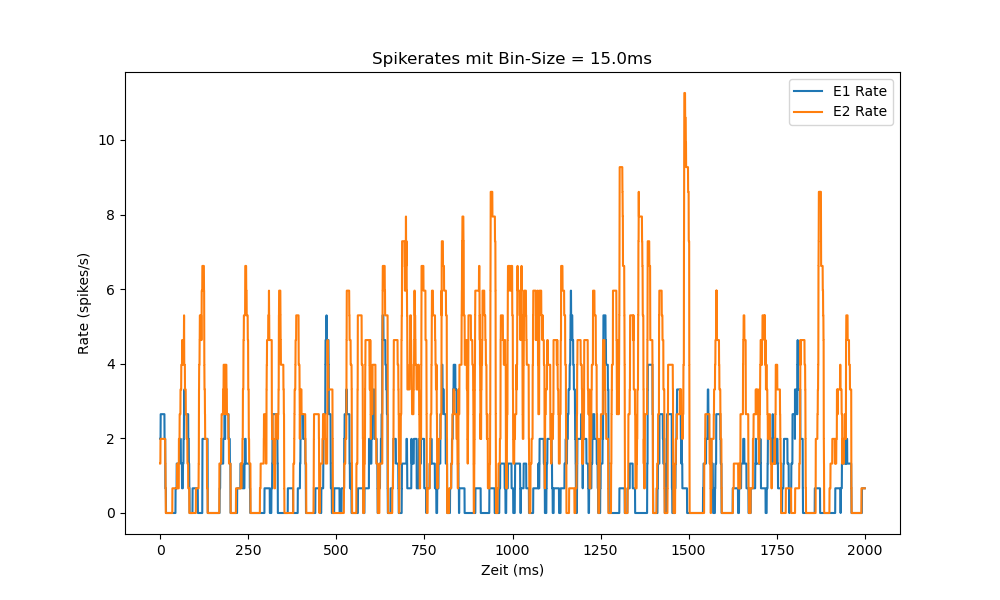 Spikerates mit Bin-Size = 15.0ms
E1 Rate
E2 Rate
Rate (spikes/s)
10
8
6
4
2
0
0 250 500 750 1000 1250 1500 1750 2000
Zeit (ms)